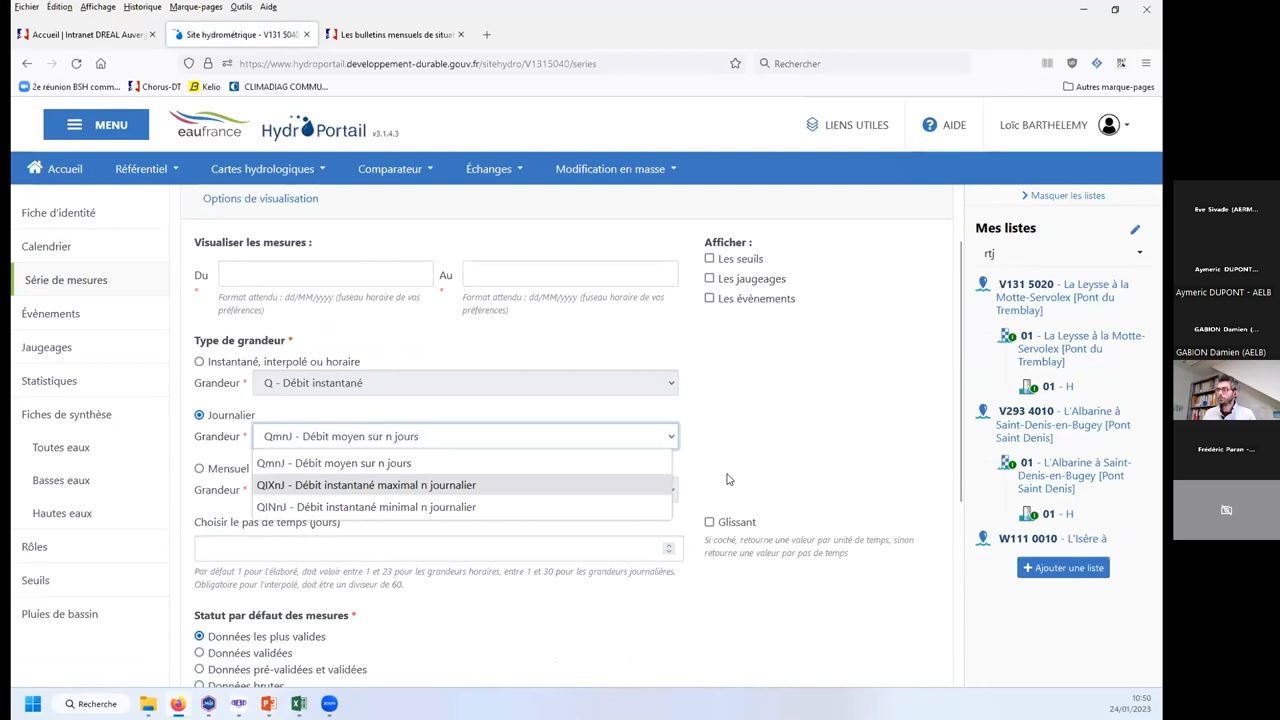 Fichier Édition Affichage Historique Marque-pages Outils Aide
Accueil | Intranet DREAL Auverg
Site hydrométrique - V131 5040
Les bulletins mensuels de situat
https://www.hydroportail.developpement-durable.gouv.fr/sitehydro/V1315040/series
Rechercher
2e réunion BSH comm...
Chorus-DT
Kelio
CLIMADIAG COMMU...
Autres marque-pages
MENU
eaufrance
HydrPortail v3.1.4.3
LIENS UTILES
AIDE
Loïc BARTHELEMY
Accueil
Référentiel
Cartes hydrologiques
Comparateur
Échanges
Modification en masse
Fiche d'identité
Calendrier
Série de mesures
Évènements
Jaugeages
Statistiques
Fiches de synthèse
Toutes eaux
Basses eaux
Hautes eaux
Rôles
Seuils
Pluies de bassin
Options de visualisation
Visualiser les mesures :
Du *
Au *
Format attendu : dd/MM/yyyy (fuseau horaire de vos
préférences)
Format attendu : dd/MM/yyyy (fuseau horaire de vos
préférences)
Afficher :
Les seuils
Les jaugeages
Les évènements
Type de grandeur *
Instantané, interpolé ou horaire
Grandeur * Q - Débit instantané
Journalier
Grandeur * QmnJ - Débit moyen sur n jours
QmnJ - Débit moyen sur n jours
QIXnJ - Débit instantané maximal n journalier
QINnJ - Débit instantané minimal n journalier
Mensuel
Grandeur *
Choisir le pas de temps (jours)
Par défaut 1 pour l'élaboré, doit valoir entre 1 et 23 pour les grandeurs horaires, entre 1 et 30 pour les grandeurs journalières.
Obligatoire pour l'interpolé, doit être un diviseur de 60.
Glissant
Si coché, retourne une valeur par unité de temps, sinon
retourne une valeur par pas de temps
Statut par défaut des mesures *
Données les plus valides
Données validées
Données pré-validées et validées
Données brutes
Masquer les listes
Mes listes
rtj
V131 5020 - La Leysse à la
Motte-Servolex [Pont du
Tremblay]
01 - La Leysse à la Motte-
Servolex [Pont du
Tremblay]
01 - H
V293 4010 - L'Albarine à
Saint-Denis-en-Bugey [Pont
Saint Denis]
01 - L'Albarine à Saint-
Denis-en-Bugey [Pont
Saint Denis]
01 - H
W111 0010 - L'Isère à
Ajouter une liste
Eve Sivade (AERM...
Aymeric DUPONT...
Aymeric DUPONT - AELB
GABION Damien (...
GABION Damien (AELB)
Frédéric Paran -...
Recherche
10:50
24/01/2023